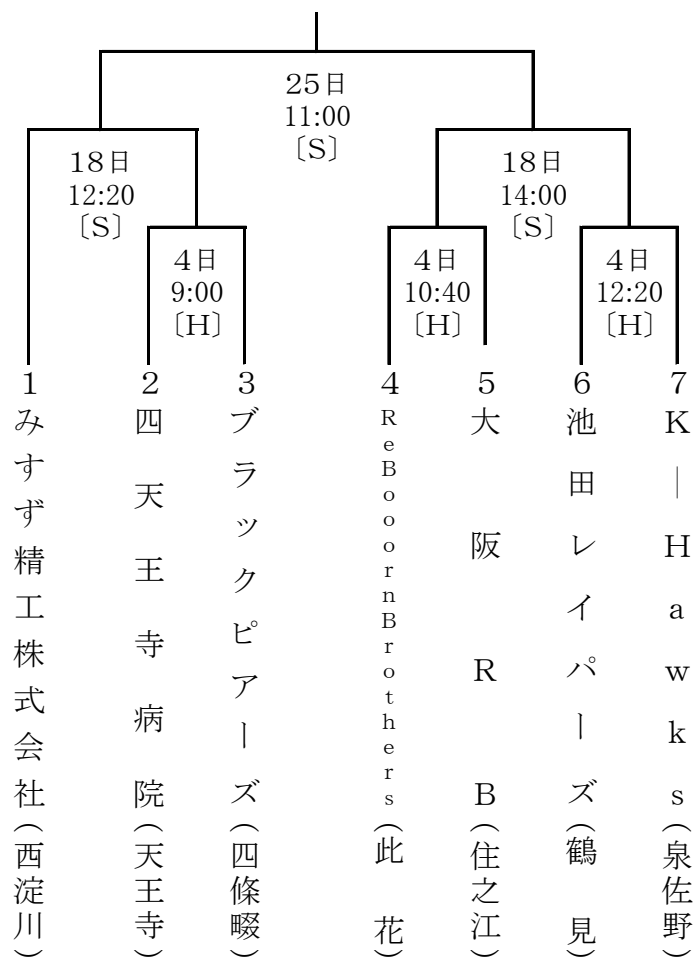 25日
11:00
〔S〕
18日
12:20
〔S〕
18日
14:00
〔S〕
4日
9:00
〔H〕
4日
10:40
〔H〕
4日
12:20
〔H〕
1
みすず精工株式会社(西淀川)
2
四天王寺病院(天王寺)
3
ブラックピアーズ(四條畷)
4
ReBooornBrothers(此花)
5
大阪RB(住之江)
6
池田レイパーズ(鶴見)
7
K―Hawks(泉佐野)